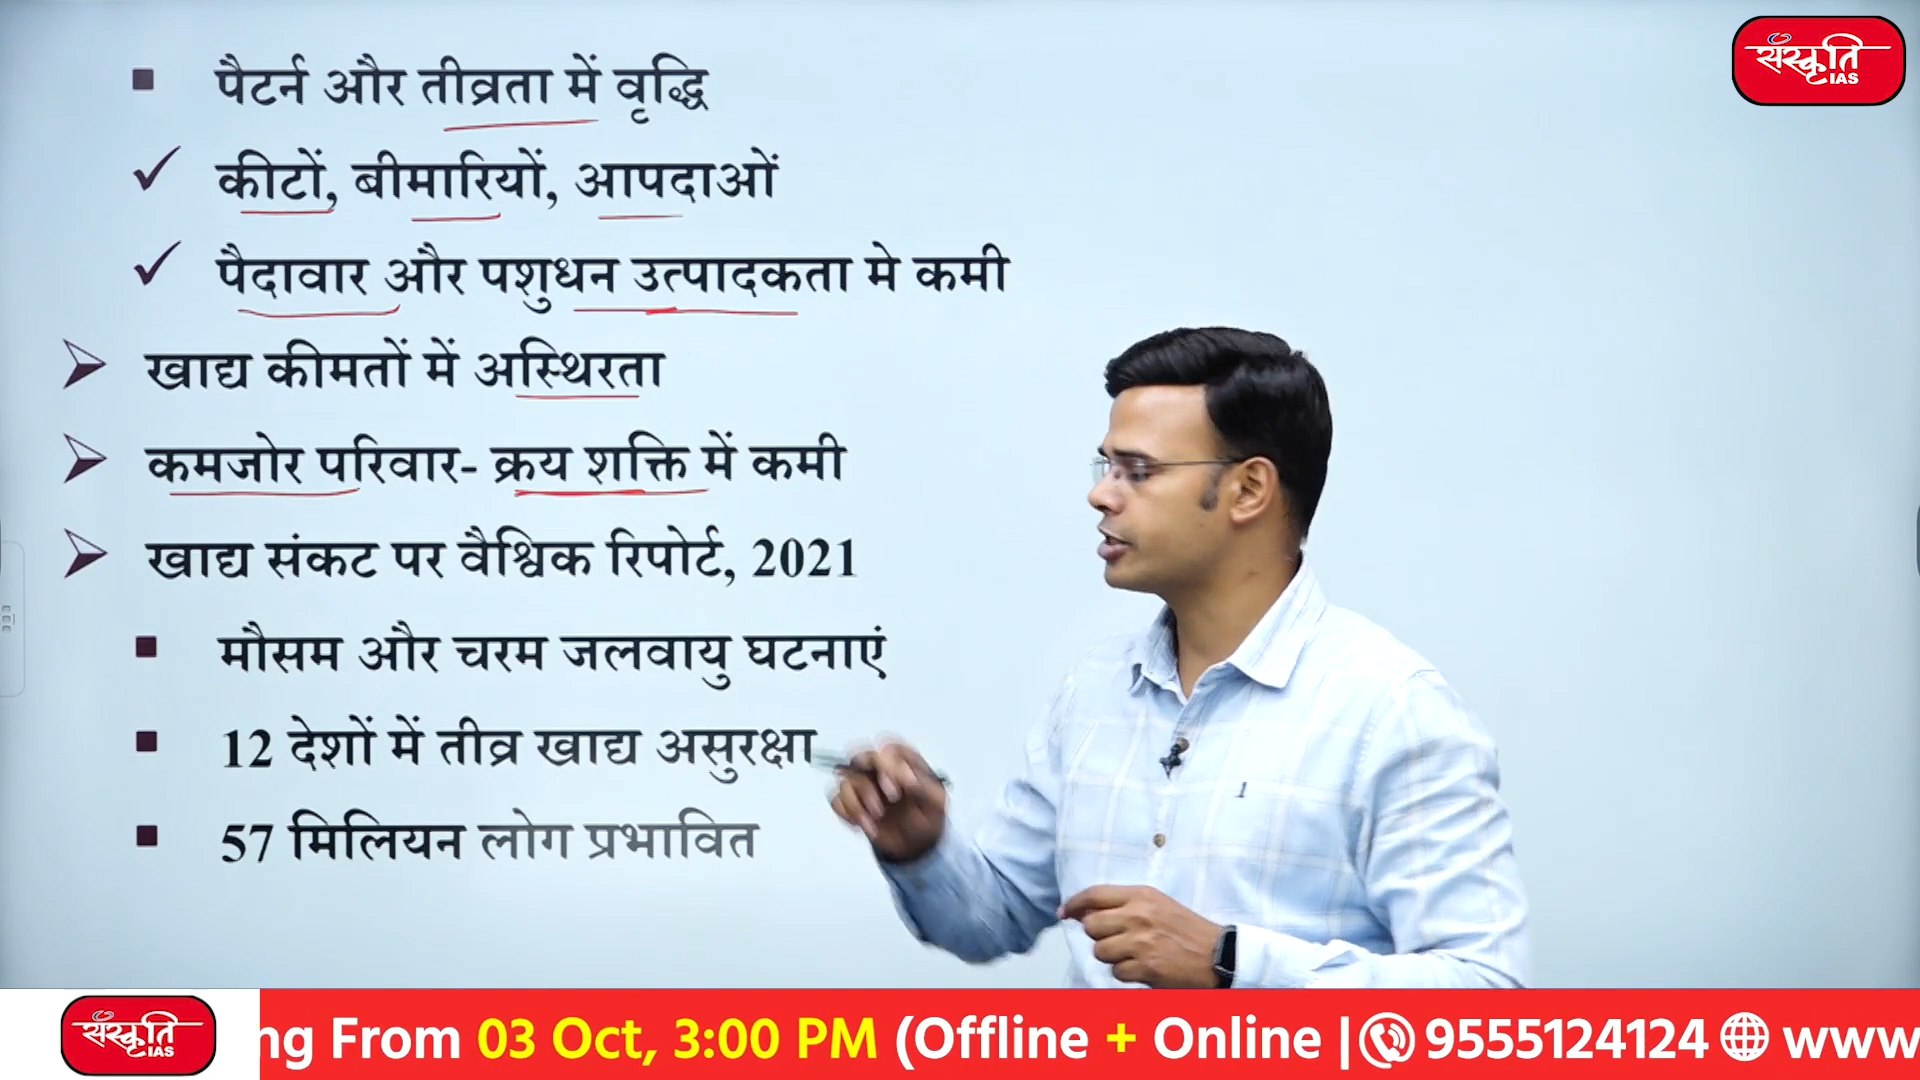 संस्कृति
IAS
पैटर्न और तीव्रता में वृद्धि
कीटों, बीमारियों, आपदाओं
पैदावार और पशुधन उत्पादकता मे कमी
खाद्य कीमतों में अस्थिरता
कमजोर परिवार- क्रय शक्ति में कमी
खाद्य संकट पर वैश्विक रिपोर्ट, 2021
मौसम और चरम जलवायु घटनाएं
12 देशों में तीव्र खाद्य असुरक्षा
57 मिलियन लोग प्रभावित
संस्कृति
IAS
ng From 03 Oct, 3:00 PM (Offline + Online | 9555124124 www